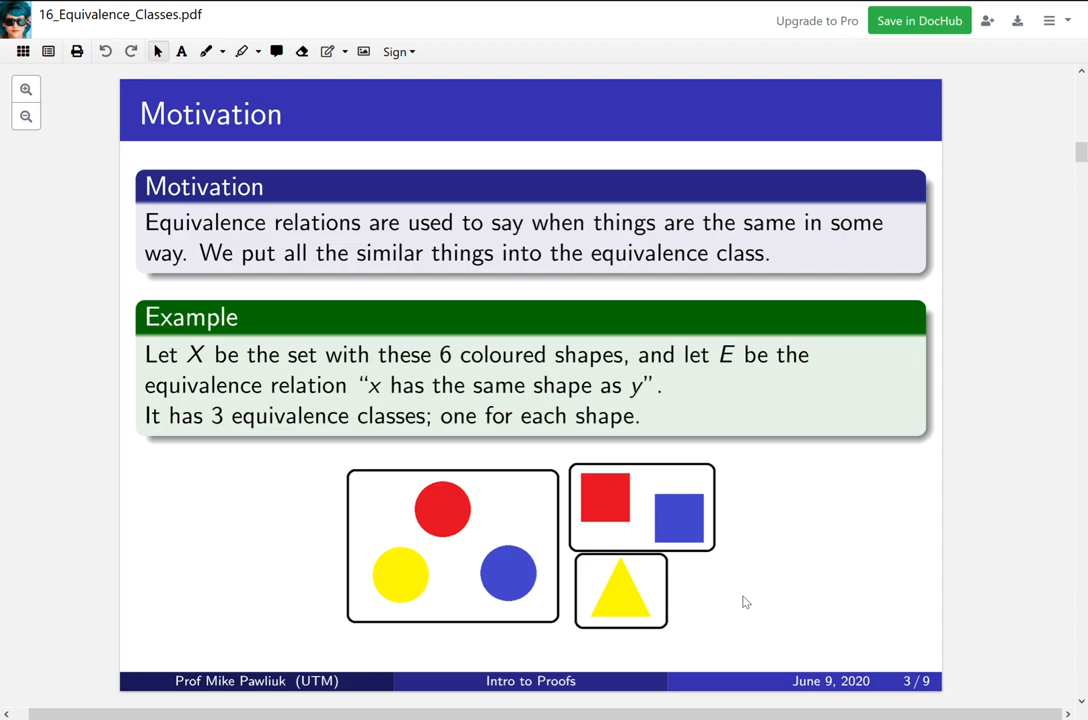 16_Equivalence_Classes.pdf
Upgrade to Pro
Save in DocHub
A
Sign
Motivation
Motivation
Equivalence relations are used to say when things are the same in some
way. We put all the similar things into the equivalence class.
Example
Let X be the set with these 6 coloured shapes, and let E be the
equivalence relation “x has the same shape as y”.
It has 3 equivalence classes; one for each shape.
Prof Mike Pawliuk (UTM)
Intro to Proofs
June 9, 2020
3 / 9